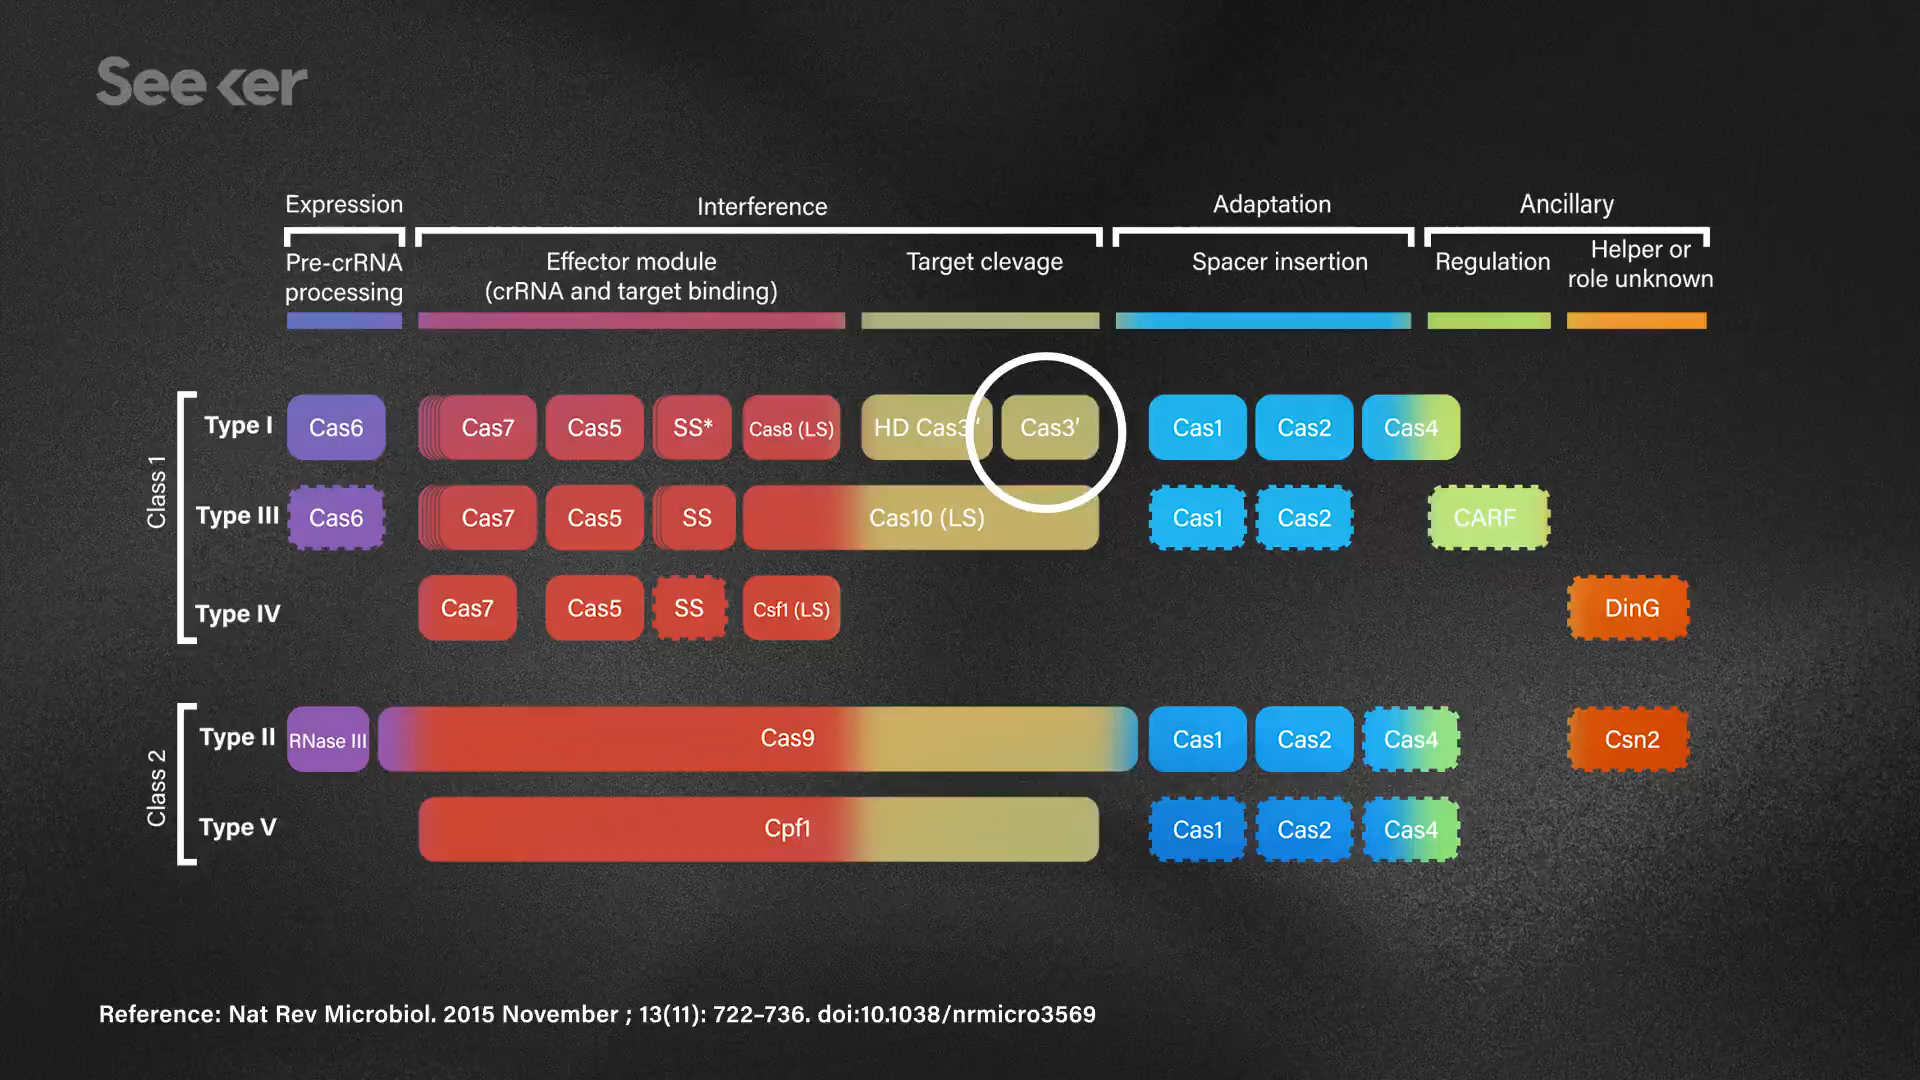 Seeker
Expression
Interference
Adaptation
Ancillary
Pre-crRNA
processing
Effector module
(crRNA and target binding)
Target clevage
Spacer insertion
Regulation
Helper or
role unknown
Class 1
Type I
Cas6
Cas7
Cas5
SS*
Cas8 (LS)
HD Cas3″
Cas3′
Cas1
Cas2
Cas4
Type III
Cas6
Cas7
Cas5
SS
Cas10 (LS)
Cas1
Cas2
CARF
Type IV
Cas7
Cas5
SS
Csf1 (LS)
DinG
Class 2
Type II
RNase III
Cas9
Cas1
Cas2
Cas4
Csn2
Type V
Cpf1
Cas1
Cas2
Cas4
Reference: Nat Rev Microbiol. 2015 November ; 13(11): 722–736. doi:10.1038/nrmicro3569